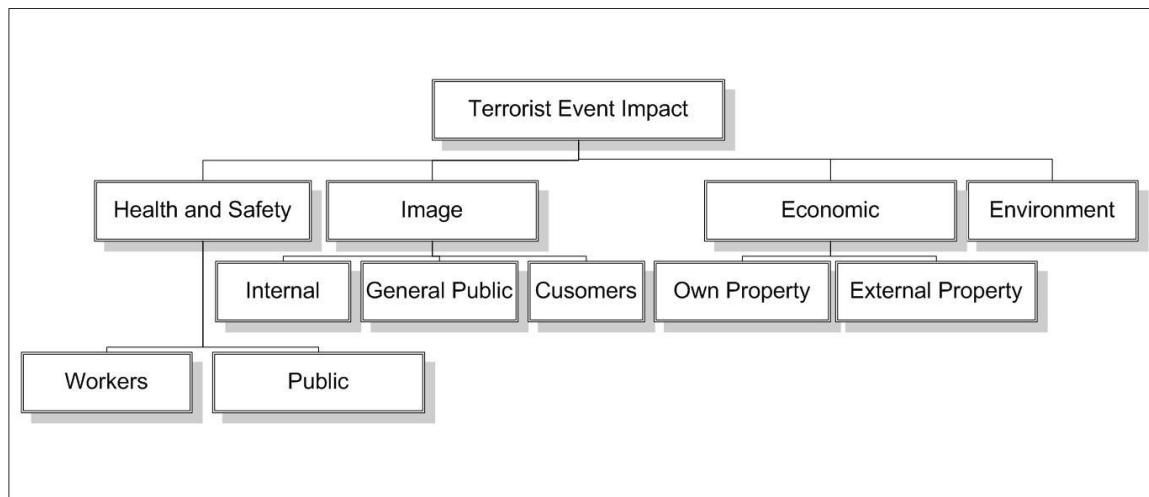 Terrorist Event Impact
Health and Safety
Image
Economic
Environment
Internal
General Public
Cusomers
Own Property
External Property
Workers
Public